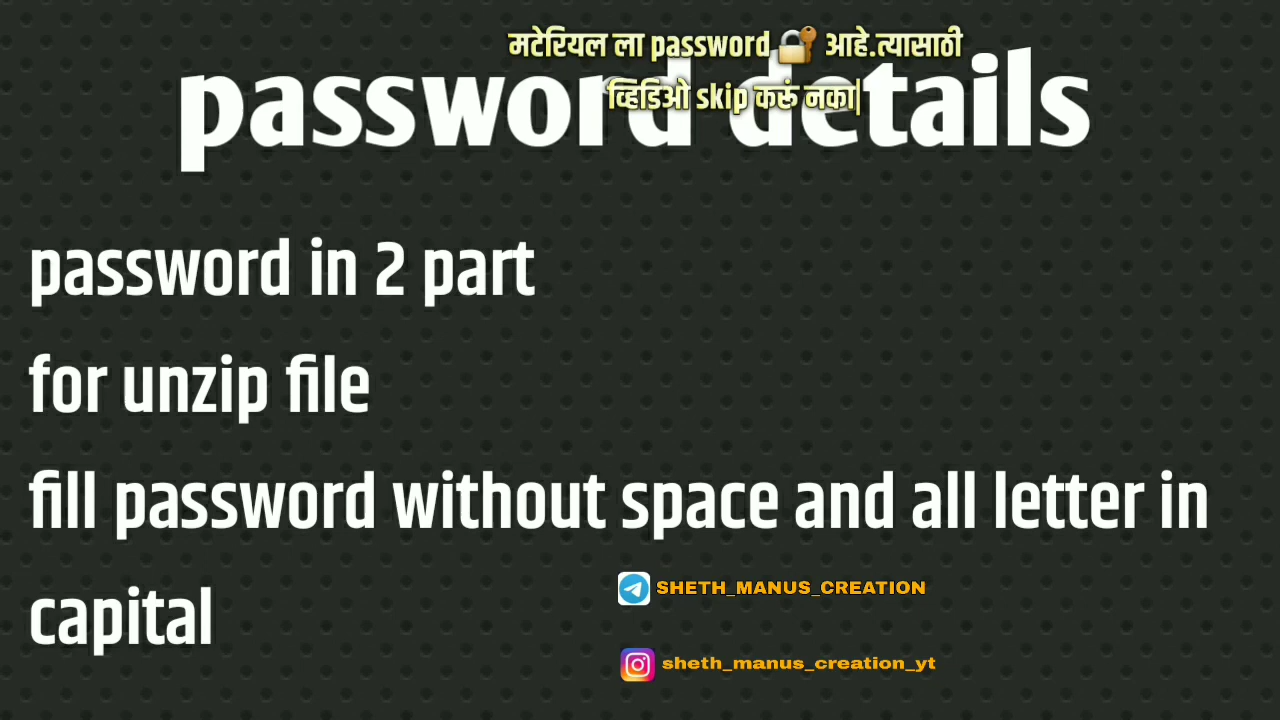 मटेरियल ला password 🔐 आहे.त्यासाठी
व्हिडिओ skip करूं नका|
password details
password in 2 part
for unzip file
fill password without space and all letter in
capital
SHETH_MANUS_CREATION
sheth_manus_creation_yt